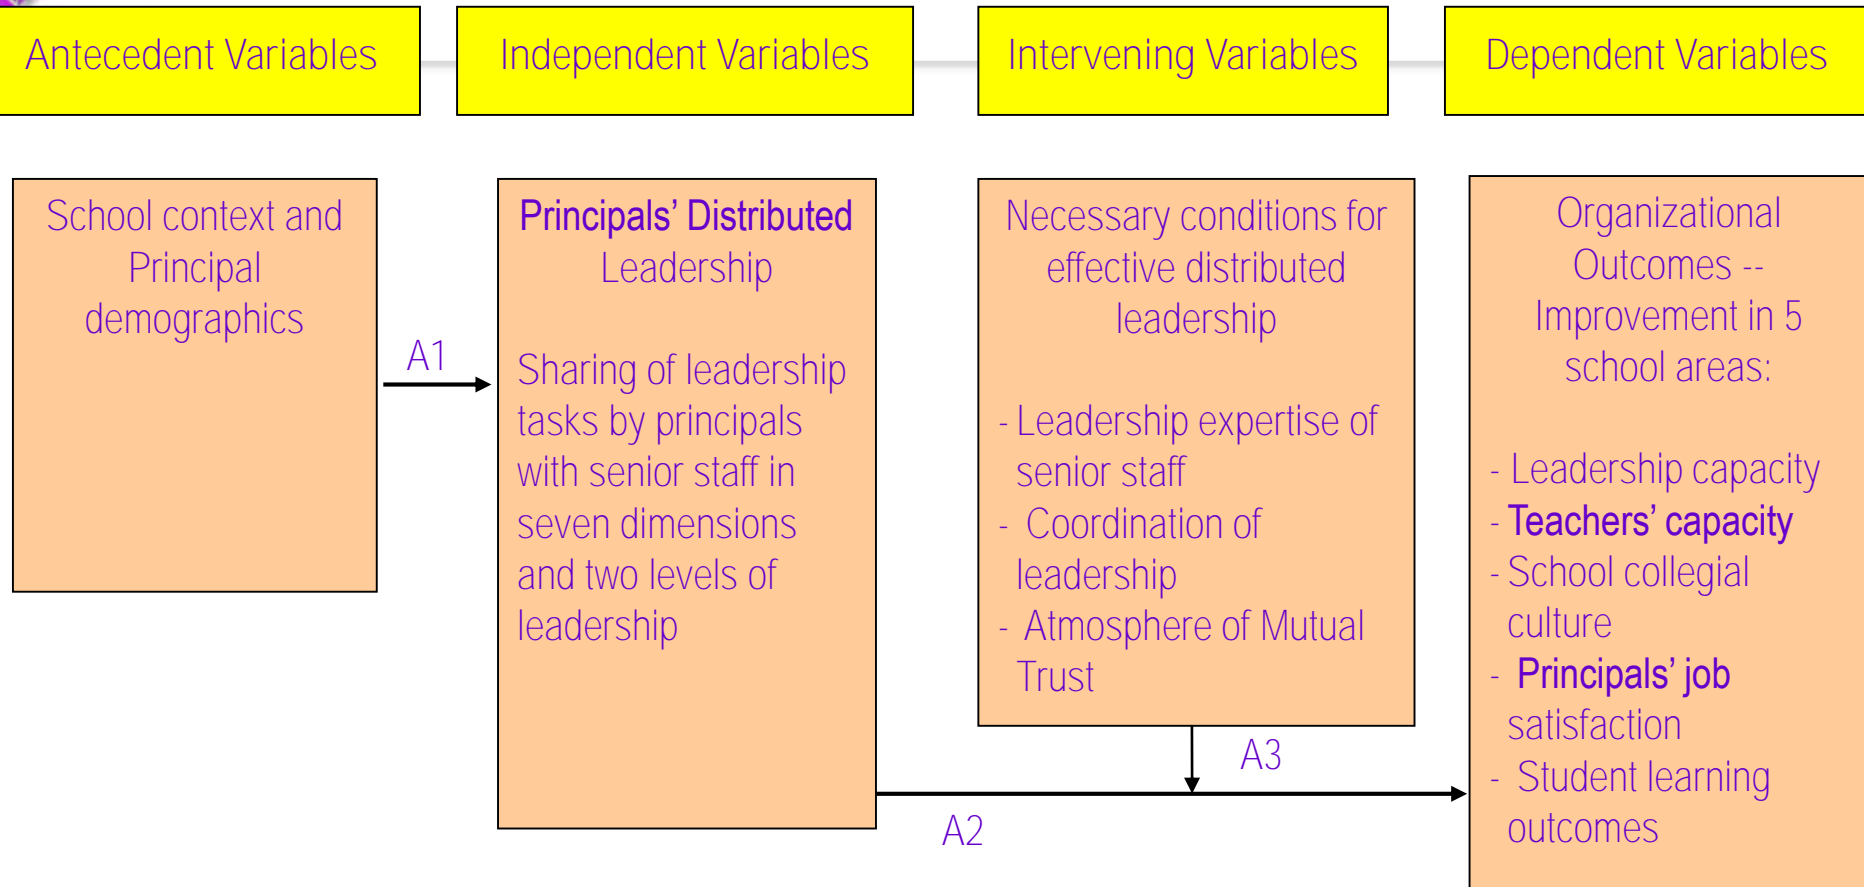 Antecedent Variables
Independent Variables
Intervening Variables
Dependent Variables
School context and
Principal
demographics
A1
Principals’ Distributed
Leadership
Sharing of leadership
tasks by principals
with senior staff in
seven dimensions
and two levels of
leadership
Necessary conditions for
effective distributed
leadership
- Leadership expertise of
senior staff
- Coordination of
leadership
- Atmosphere of Mutual
Trust
A3
A2
Organizational
Outcomes --
Improvement in 5
school areas:
- Leadership capacity
- Teachers’ capacity
- School collegial
culture
- Principals’ job
satisfaction
- Student learning
outcomes